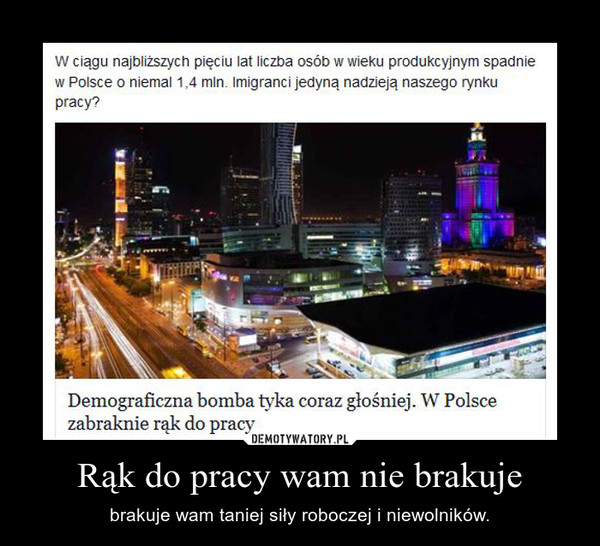 W ciągu najbliższych pięciu lat liczba osób w wieku produkcyjnym spadnie
w Polsce o niemal 1,4 mln. Imigranci jedyną nadzieją naszego rynku
pracy?
Demograficzna bomba tyka coraz głośniej. W Polsce
zabraknie rąk do pracy
DEMOTYWATORY.PL
Rąk do pracy wam nie brakuje
brakuje wam taniej siły roboczej i niewolników.